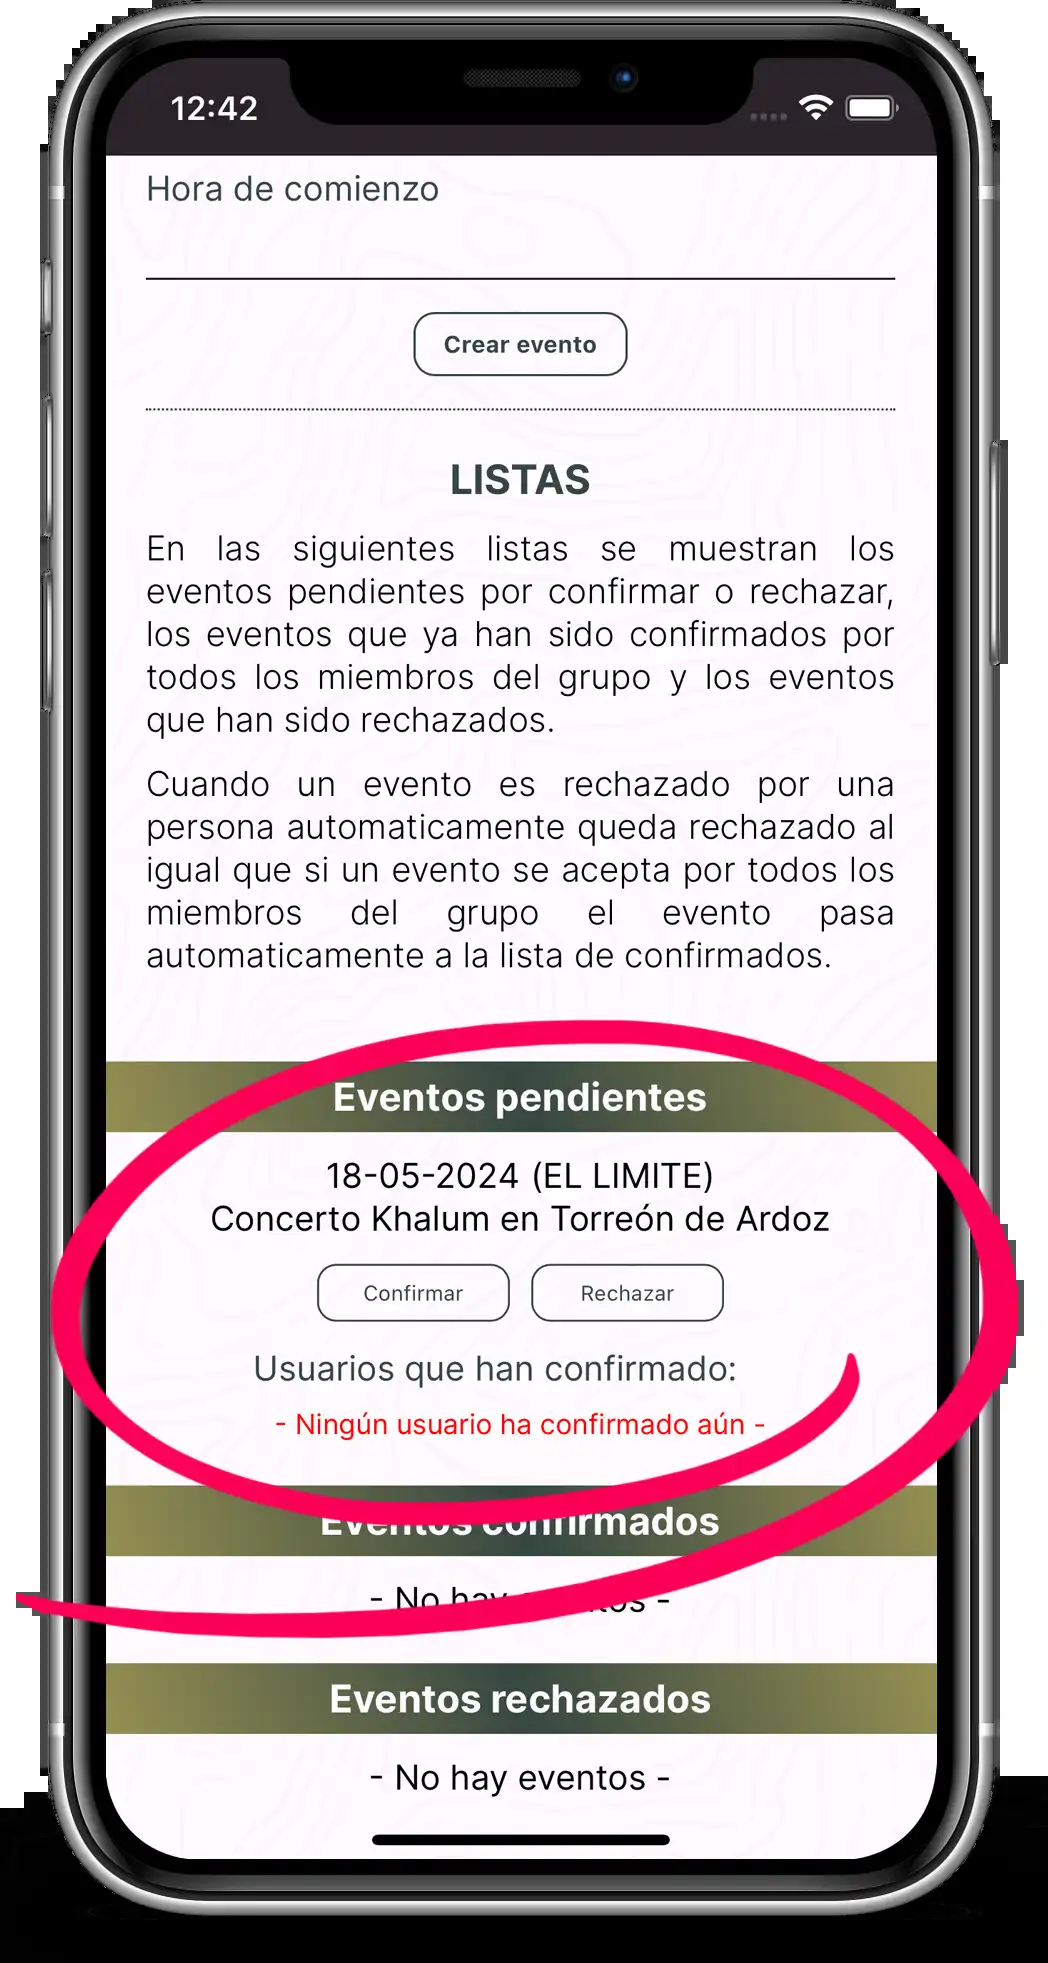 12:42
Hora de comienzo
Crear evento
LISTAS
En las siguientes listas se muestran los
eventos pendientes por confirmar o rechazar,
los eventos que ya han sido confirmados por
todos los miembros del grupo y los eventos
que han sido rechazados.
Cuando un evento es rechazado por una
persona automaticamente queda rechazado al
igual que si un evento se acepta por todos los
miembros del grupo el evento pasa
automaticamente a la lista de confirmados.
Eventos pendientes
18-05-2024 (EL LIMITE)
Concerto Khalum en Torreón de Ardoz
Confirmar Rechazar
Usuarios que han confirmado:
- Ningún usuario ha confirmado aún -
Eventos confirmados
- No hay eventos -
Eventos rechazados
- No hay eventos -